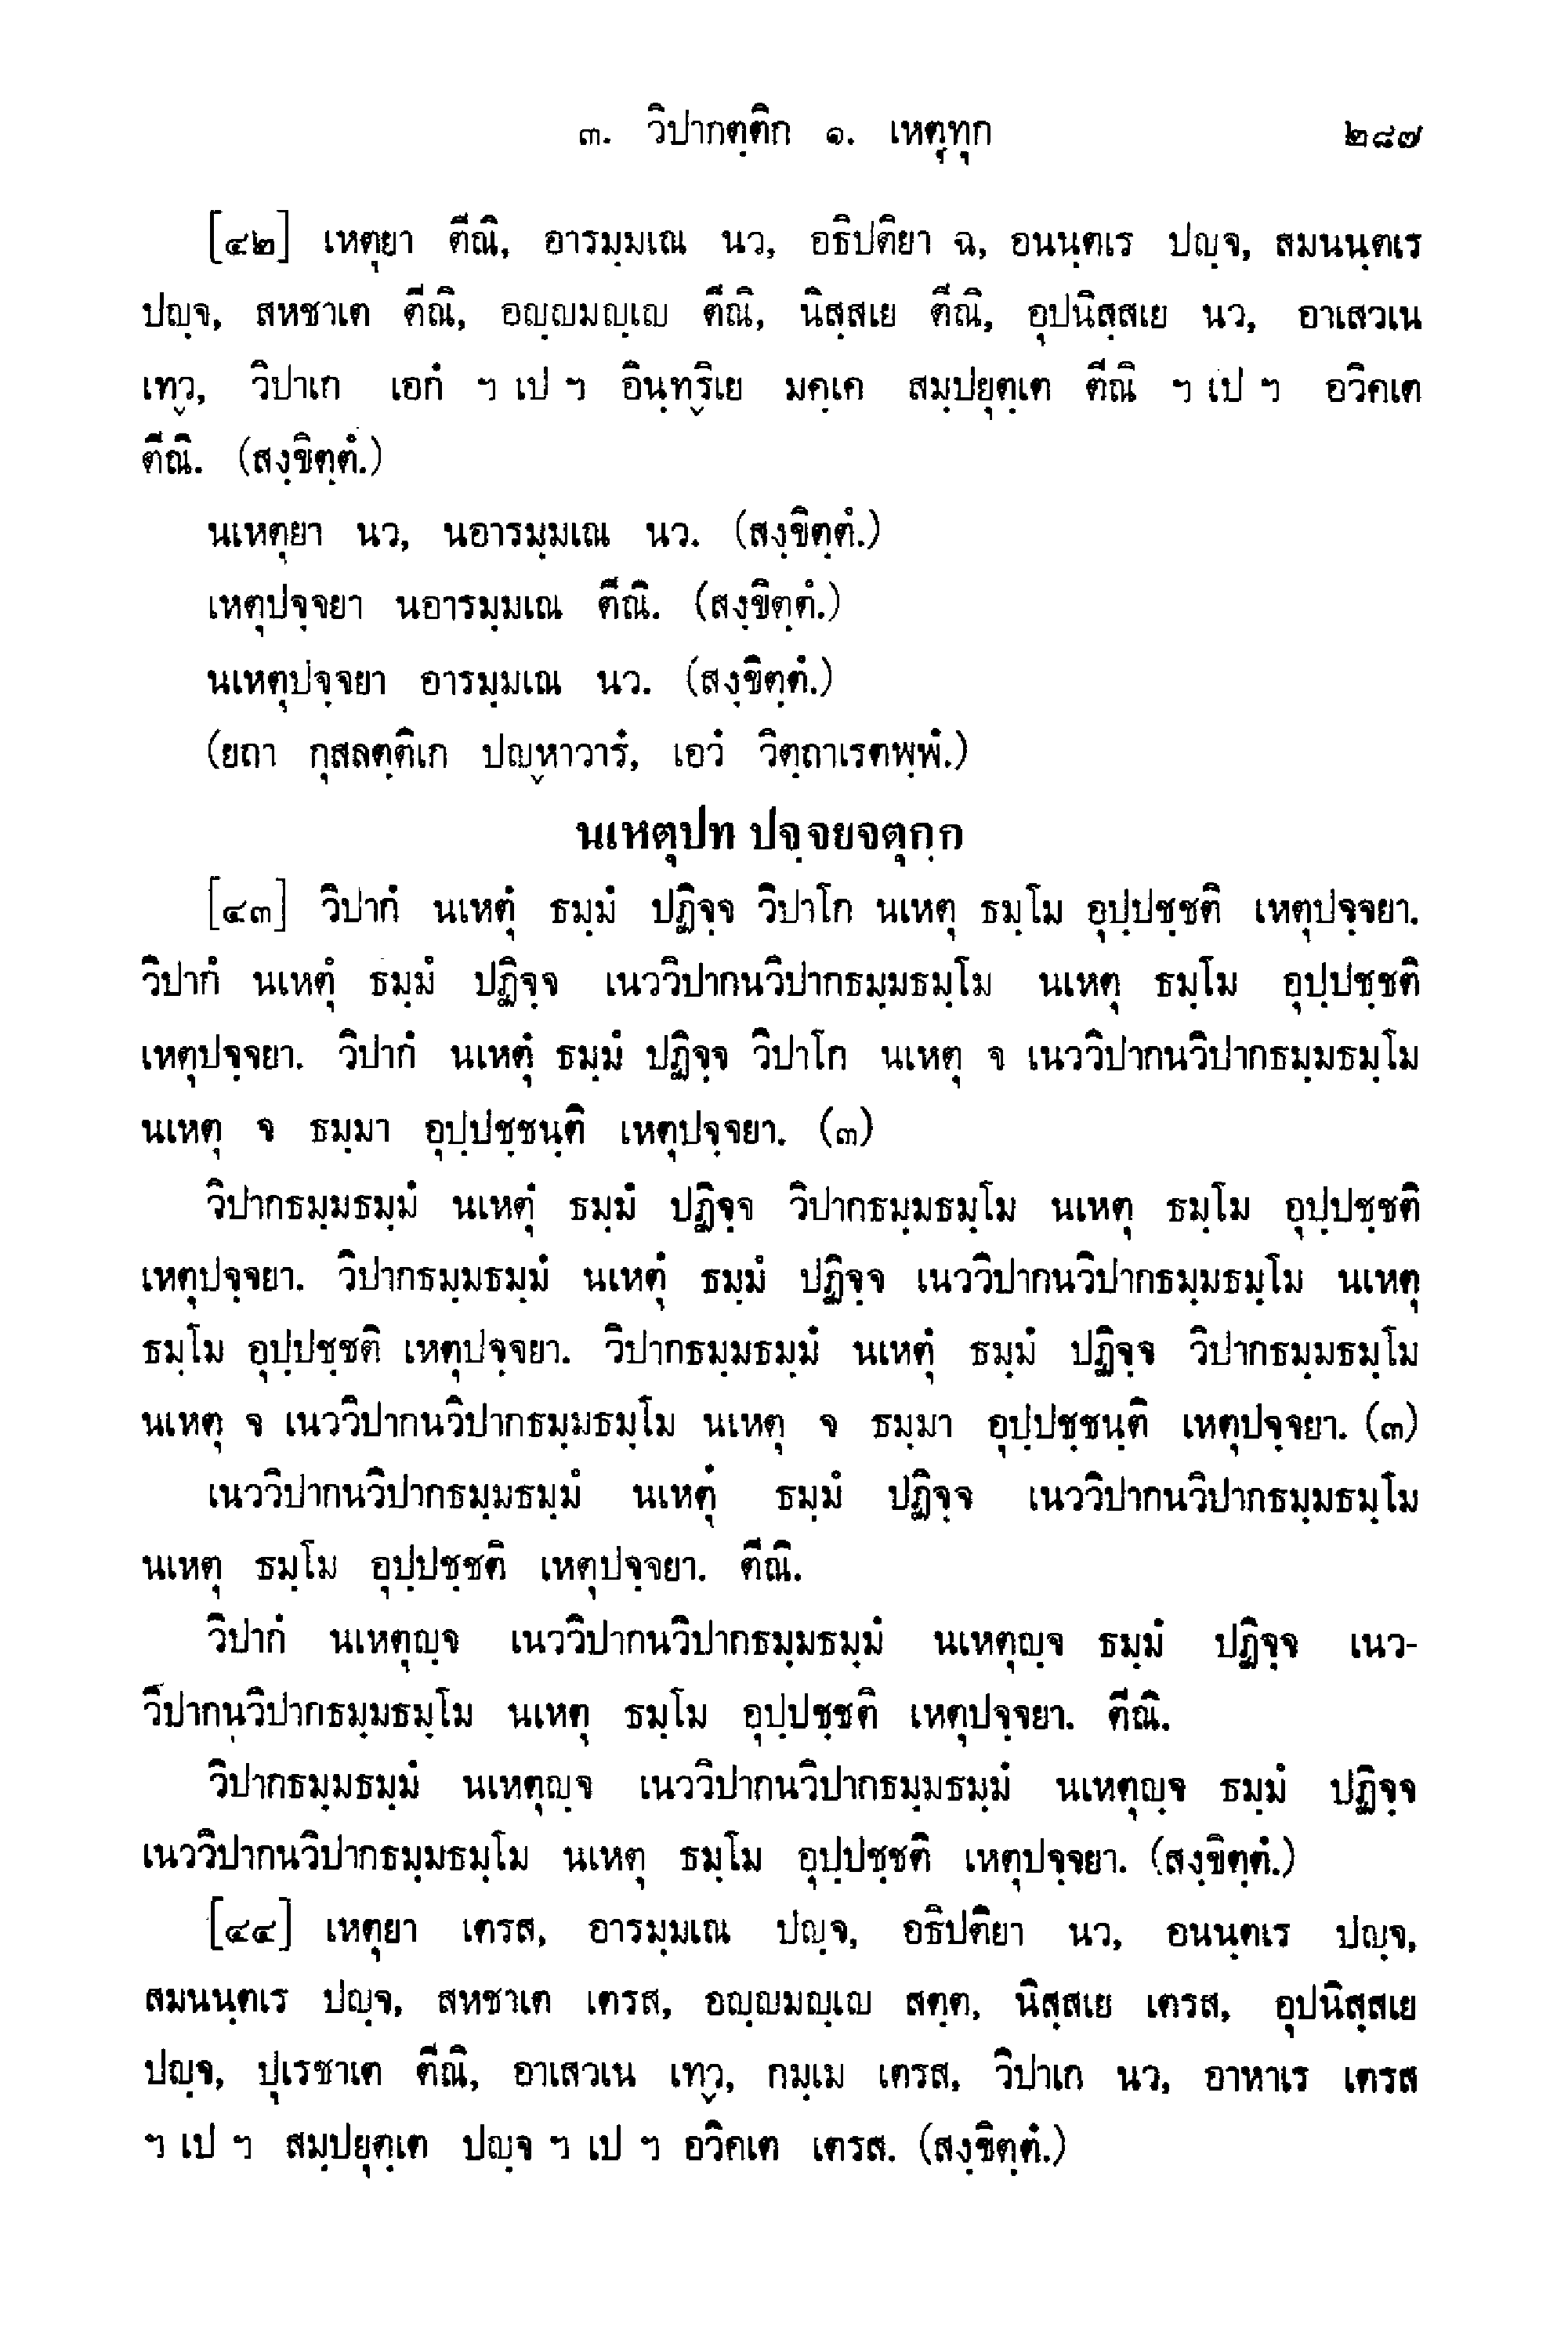 ๓. วิปากตฺติก ๑. เหตุทุก ๒๘๗
[๔๒] เหตุยา ตีณิ, อารมฺมเณ นว, อธิปติยา ฉ, อนนฺตเร ปญฺจ, สมนนฺตเร
ปญฺจ, สหชาเต ตีณิ, อญฺญมญฺเญ ตีณิ, นิสฺสเย ตีณิ, อุปนิสฺสเย นว, อาเสวเน
เทฺว, วิปาเก เอกํ ฯ เป ฯ อินฺทฺริเย มคฺเค สมฺปยุตฺเต ตีณิ ฯ เป ฯ อวิคเต
ตีณิ. (สงฺขิตฺตํ.)
นเหตุยา นว, นอารมฺมเณ นว. (สงฺขิตฺตํ.)
เหตุปจฺจยา นอารมฺมเณ ตีณิ. (สงฺขิตฺตํ.)
นเหตุปจฺจยา อารมฺมเณ นว. (สงฺขิตฺตํ.)
(ยถา กุสลตฺติเก ปญฺหาวารํ, เอวํ วิตฺถาเรตพฺพํ.)
นเหตุปท ปจฺจยจตุกฺก
[๔๓] วิปากํ นเหตุํ ธมฺมํ ปฏิจฺจ วิปาโก นเหตุ ธมฺโม อุปฺปชฺชติ เหตุปจฺจยา.
วิปากํ นเหตุํ ธมฺมํ ปฏิจฺจ เนววิปากนวิปากธมฺมธมฺโม นเหตุ ธมฺโม อุปฺปชฺชติ
เหตุปจฺจยา. วิปากํ นเหตุํ ธมฺมํ ปฏิจฺจ วิปาโก นเหตุ จ เนววิปากนวิปากธมฺมธมฺโม
นเหตุ จ ธมฺมา อุปฺปชฺชนฺติ เหตุปจฺจยา. (๓)
วิปากธมฺมธมฺมํ นเหตุํ ธมฺมํ ปฏิจฺจ วิปากธมฺมธมฺโม นเหตุ ธมฺโม อุปฺปชฺชติ
เหตุปจฺจยา. วิปากธมฺมธมฺมํ นเหตุํ ธมฺมํ ปฏิจฺจ เนววิปากนวิปากธมฺมธมฺโม นเหตุ
ธมฺโม อุปฺปชฺชติ เหตุปจฺจยา. วิปากธมฺมธมฺมํ นเหตุํ ธมฺมํ ปฏิจฺจ วิปากธมฺมธมฺโม
นเหตุ จ เนววิปากนวิปากธมฺมธมฺโม นเหตุ จ ธมฺมา อุปฺปชฺชนฺติ เหตุปจฺจยา. (๓)
เนววิปากนวิปากธมฺมธมฺมํ นเหตุํ ธมฺมํ ปฏิจฺจ เนววิปากนวิปากธมฺมธมฺโม
นเหตุ ธมฺโม อุปฺปชฺชติ เหตุปจฺจยา. ตีณิ.
วิปากํ นเหตุญฺจ เนววิปากนวิปากธมฺมธมฺมํ นเหตุญฺจ ธมฺมํ ปฏิจฺจ เนว-
วิปากนวิปากธมฺมธมฺโม นเหตุ ธมฺโม อุปฺปชฺชติ เหตุปจฺจยา. ตีณิ.
วิปากธมฺมธมฺมํ นเหตุญฺจ เนววิปากนวิปากธมฺมธมฺมํ นเหตุญฺจ ธมฺมํ ปฏิจฺจ
เนววิปากนวิปากธมฺมธมฺโม นเหตุ ธมฺโม อุปฺปชฺชติ เหตุปจฺจยา. (สงฺขิตฺตํ.)
[๔๔] เหตุยา เตรส, อารมฺมเณ ปญฺจ, อธิปติยา นว, อนนฺตเร ปญฺจ,
สมนนฺตเร ปญฺจ, สหชาเต เตรส, อญฺญมญฺเญ สตฺต, นิสฺสเย เตรส, อุปนิสฺสเย
ปญฺจ, ปุเรชาเต ตีณิ, อาเสวเน เทฺว, กมฺเม เตรส, วิปาเก นว, อาหาเร เตรส
ฯ เป ฯ สมฺปยุตฺเต ปญฺจ ฯ เป ฯ อวิคเต เตรส. (สงฺขิตฺตํ.)